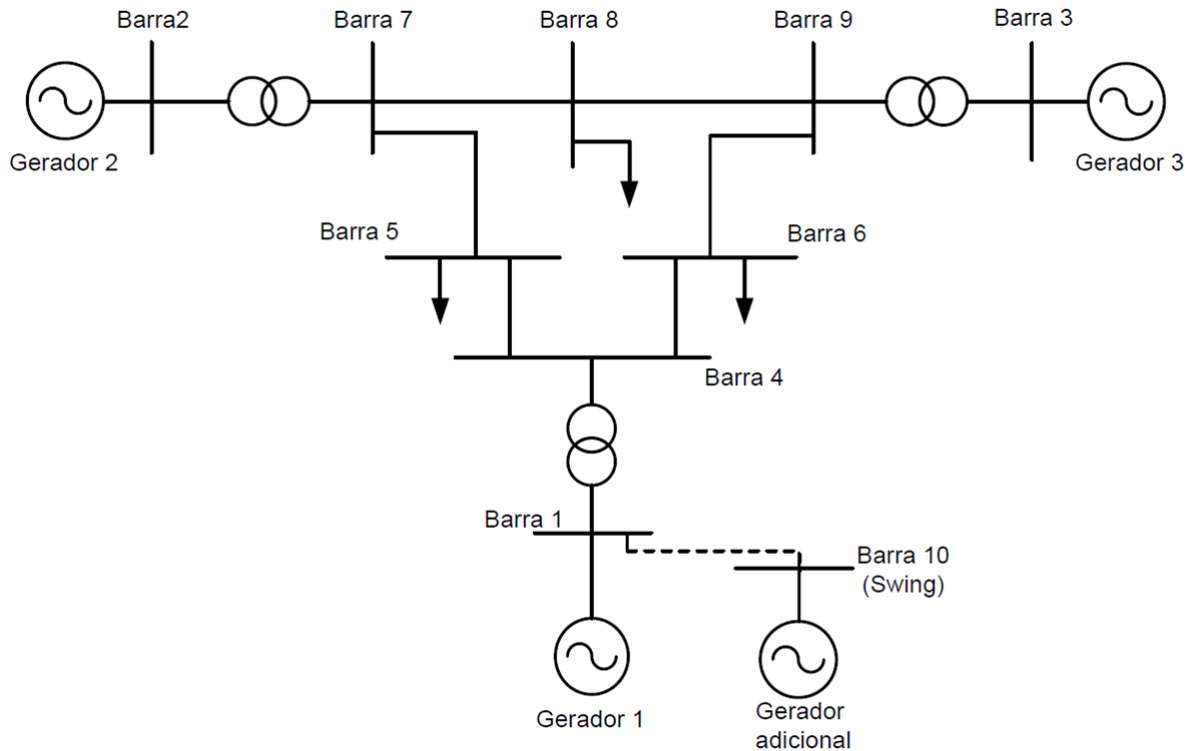 Barra2
Barra 7
Barra 8
Barra 9
Barra 3
Gerador 2
Gerador 3
Barra 5
Barra 6
Barra 4
Barra 1
Barra 10
(Swing)
Gerador 1
Gerador
adicional